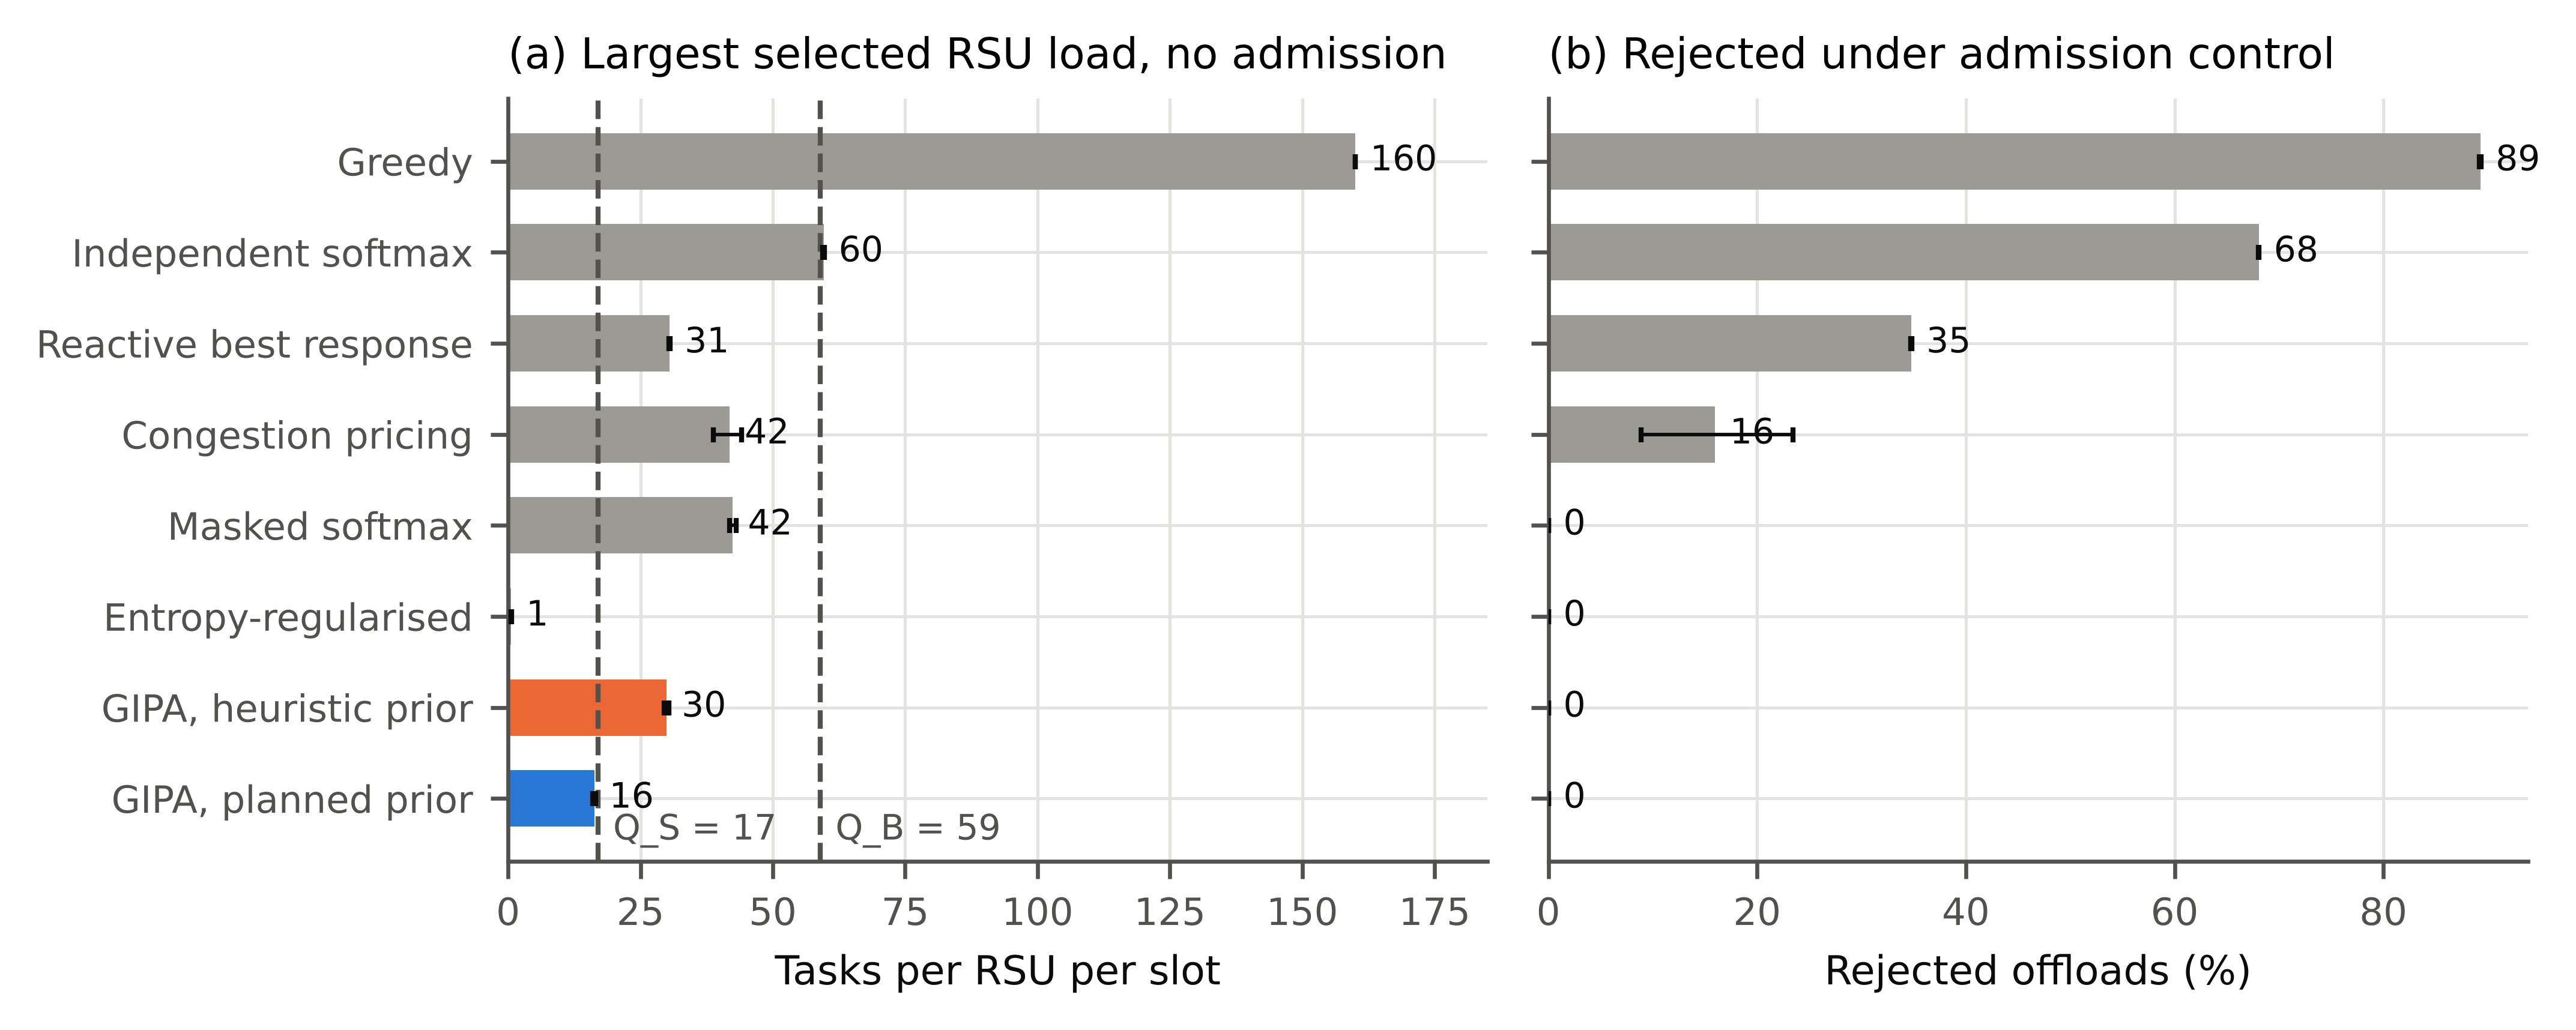 (a) Largest selected RSU load, no admission
Greedy
160
Independent softmax
60
Reactive best response
31
Congestion pricing
42
Masked softmax
42
Entropy-regularised
1
GIPA, heuristic prior
30
GIPA, planned prior
16
Q_S = 17
Q_B = 59
0 25 50 75 100 125 150 175
Tasks per RSU per slot
(b) Rejected under admission control
89
68
35
16
0
0
0
0
0 20 40 60 80
Rejected offloads (%)